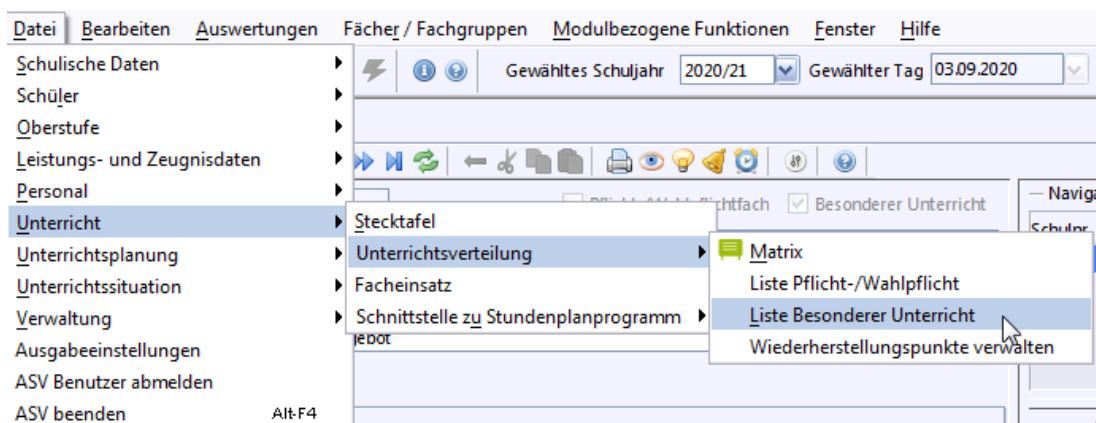 Datei Bearbeiten Auswertungen Fächer / Fachgruppen Modulbezogene Funktionen Fenster Hilfe
Gewähltes Schuljahr 2020/21 Gewählter Tag 03.09.2020
Schulische Daten
Schüler
Oberstufe
Leistungs- und Zeugnisdaten
Personal
Unterricht
Unterrichtsplanung
Unterrichtssituation
Verwaltung
Ausgabeeinstellungen
ASV Benutzer abmelden
ASV beenden Alt-F4
Besonderer Unterricht
Naviga
Schulnr
Stecktafel
Unterrichtsverteilung
Facheinsatz
Schnittstelle zu Stundenplanprogramm
Matrix
Liste Pflicht-/Wahlpflicht
Liste Besonderer Unterricht
Wiederherstellungspunkte verwalten
ebot